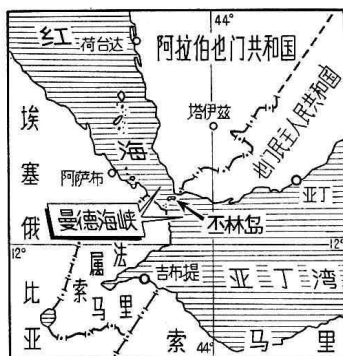 44°
红
荷台达
阿拉伯也门共和国
塔伊兹
也门民主人民共和国
海
阿萨布
亚丁
埃塞俄比亚
曼德海峡
丕林岛
12°
12°
法属索马里
吉布提
亚丁湾
44°
索马里